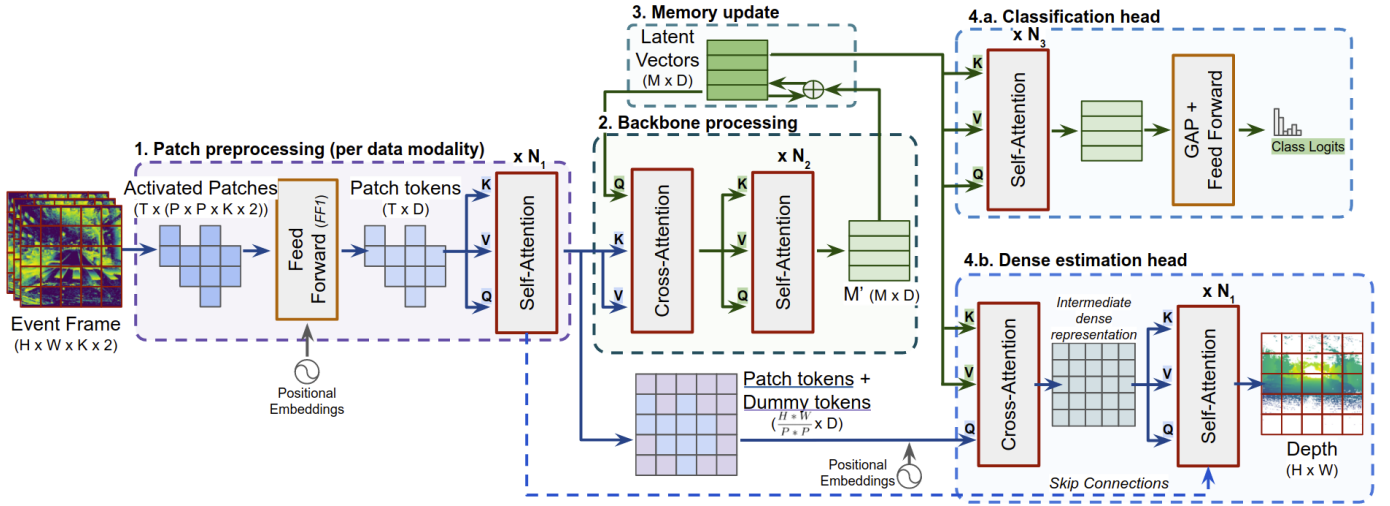 3. Memory update
Latent
Vectors
(M x D)
4.a. Classification head
x N3
K
V
Q
Self-Attention
GAP +
Feed Forward
Class Logits
1. Patch preprocessing (per data modality)
x N1
Activated Patches
(T x (P x P x K x 2))
Feed
Forward (FF1)
Patch tokens
(T x D)
K
V
Q
Self-Attention
Event Frame
(H x W x K x 2)
Positional
Embeddings
2. Backbone processing
x N2
Q
K
V
Cross-Attention
K
V
Q
Self-Attention
M' (M x D)
Patch tokens +
Dummy tokens
(H * W / P * P x D)
Positional
Embeddings
4.b. Dense estimation head
x N1
K
V
Q
Cross-Attention
Intermediate
dense
representation
K
V
Q
Self-Attention
Depth
(H x W)
Skip Connections